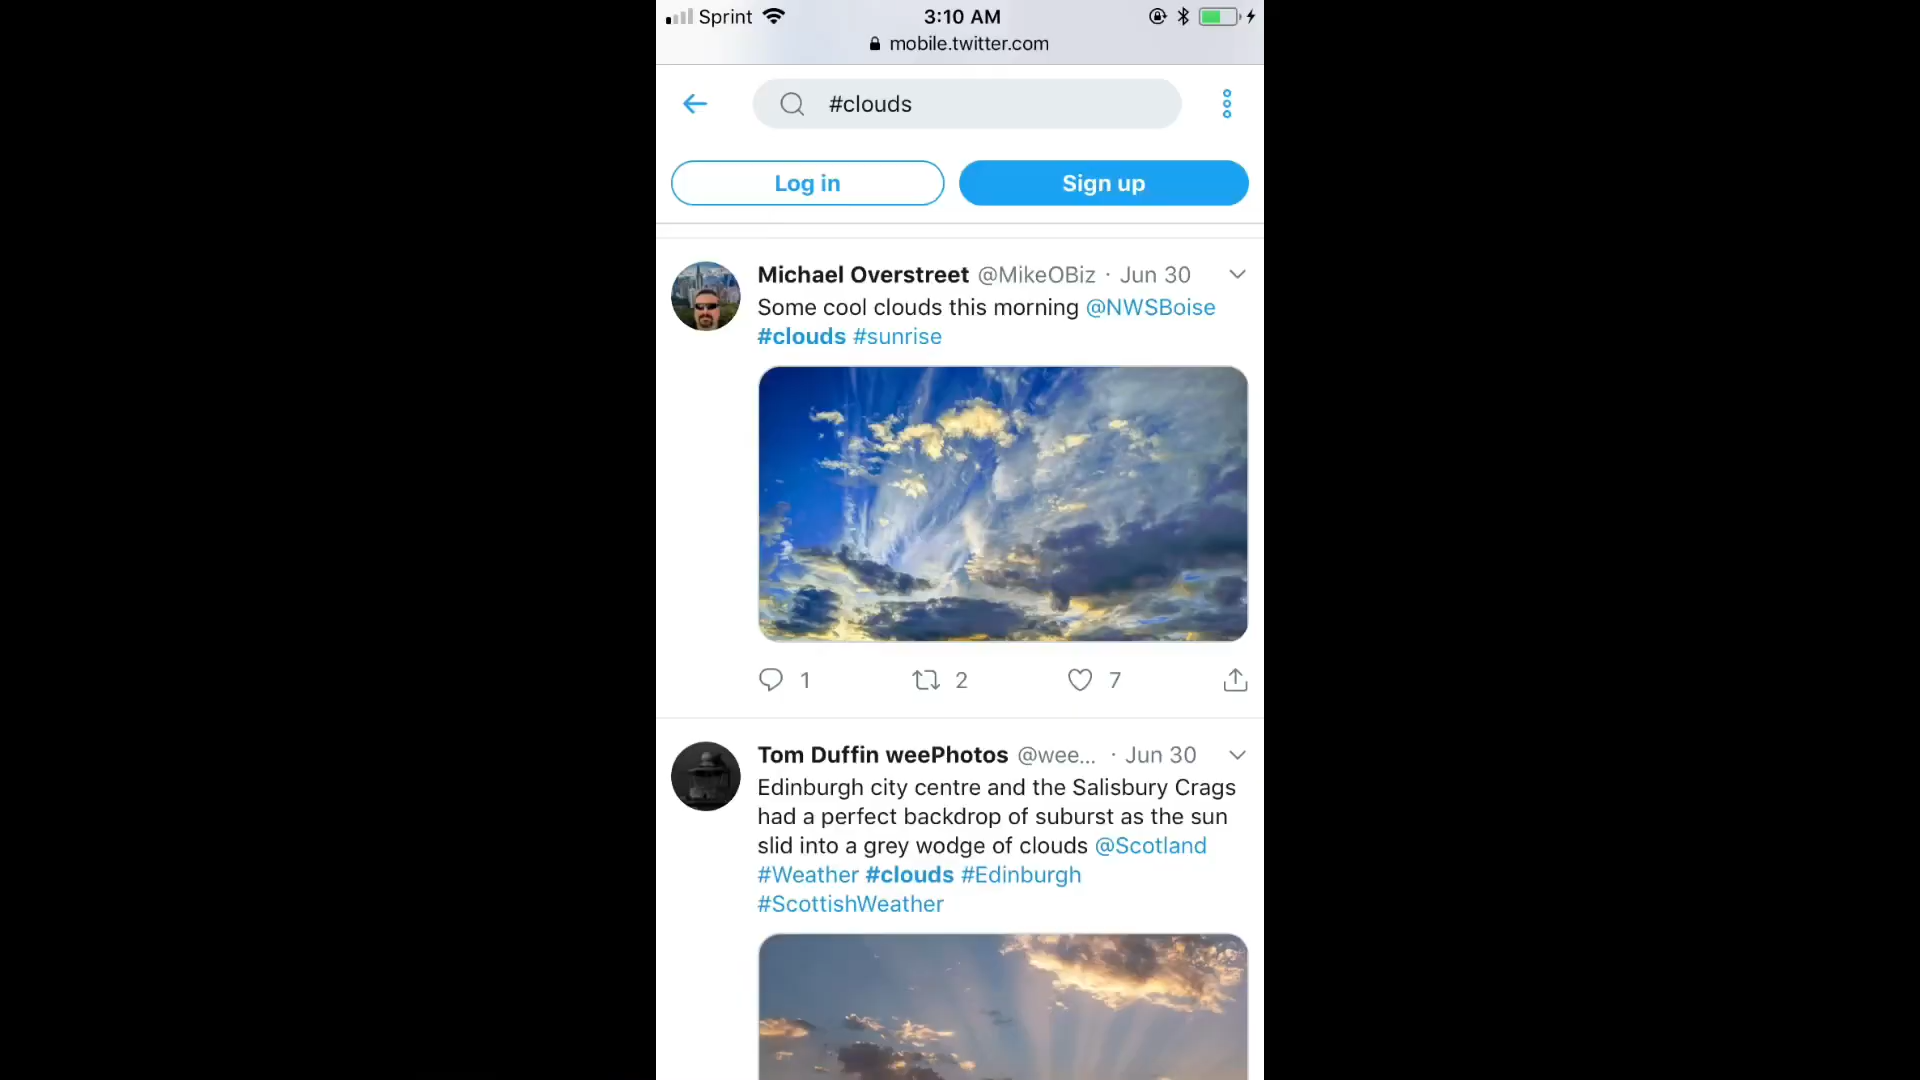 Sprint 3:10 AM
mobile.twitter.com
#clouds
Log in Sign up
Michael Overstreet @MikeOBiz · Jun 30
Some cool clouds this morning @NWSBoise
#clouds #sunrise
1 2 7
Tom Duffin weePhotos @wee... · Jun 30
Edinburgh city centre and the Salisbury Crags
had a perfect backdrop of suburst as the sun
slid into a grey wodge of clouds @Scotland
#Weather #clouds #Edinburgh
#ScottishWeather